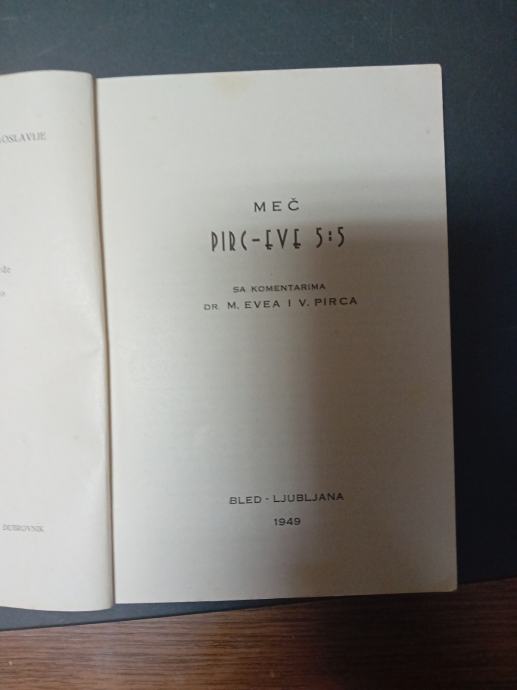 OSLAVIJE
DUBROVNIK
MEČ
PIRC-EVE 5:5
SA KOMENTARIMA
DR. M. EVEA I V. PIRCA
BLED - LJUBLJANA
1949